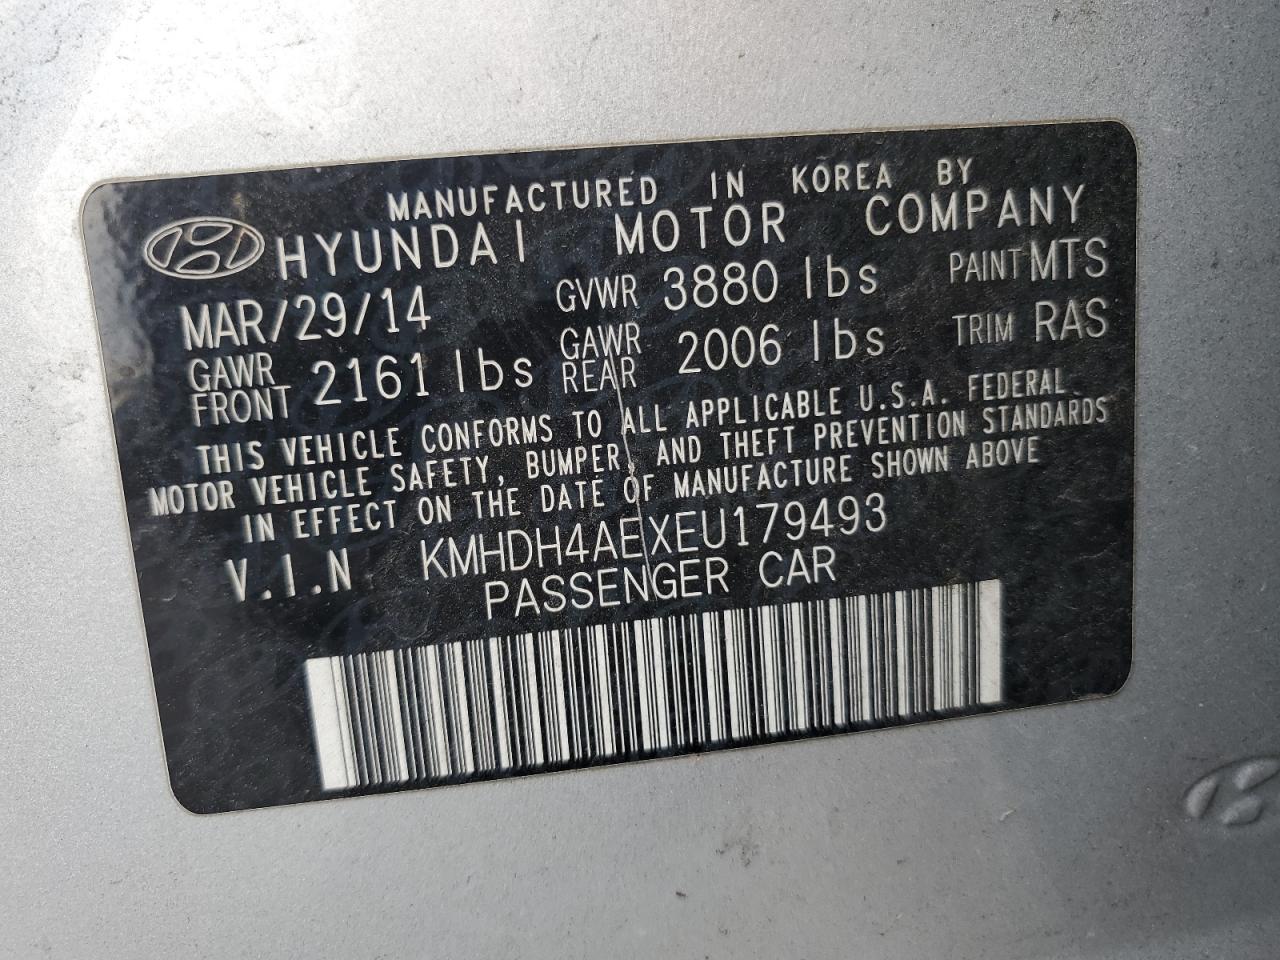 MANUFACTURED IN KOREA BY
HYUNDAI MOTOR COMPANY
MAR/29/14 GVWR 3880 lbs PAINT MTS
GAWR FRONT 2161 lbs GAWR REAR 2006 lbs TRIM RAS
THIS VEHICLE CONFORMS TO ALL APPLICABLE U.S.A. FEDERAL
MOTOR VEHICLE SAFETY, BUMPER, AND THEFT PREVENTION STANDARDS
IN EFFECT ON THE DATE OF MANUFACTURE SHOWN ABOVE
V.I.N KMHDH4AEXEU179493
PASSENGER CAR